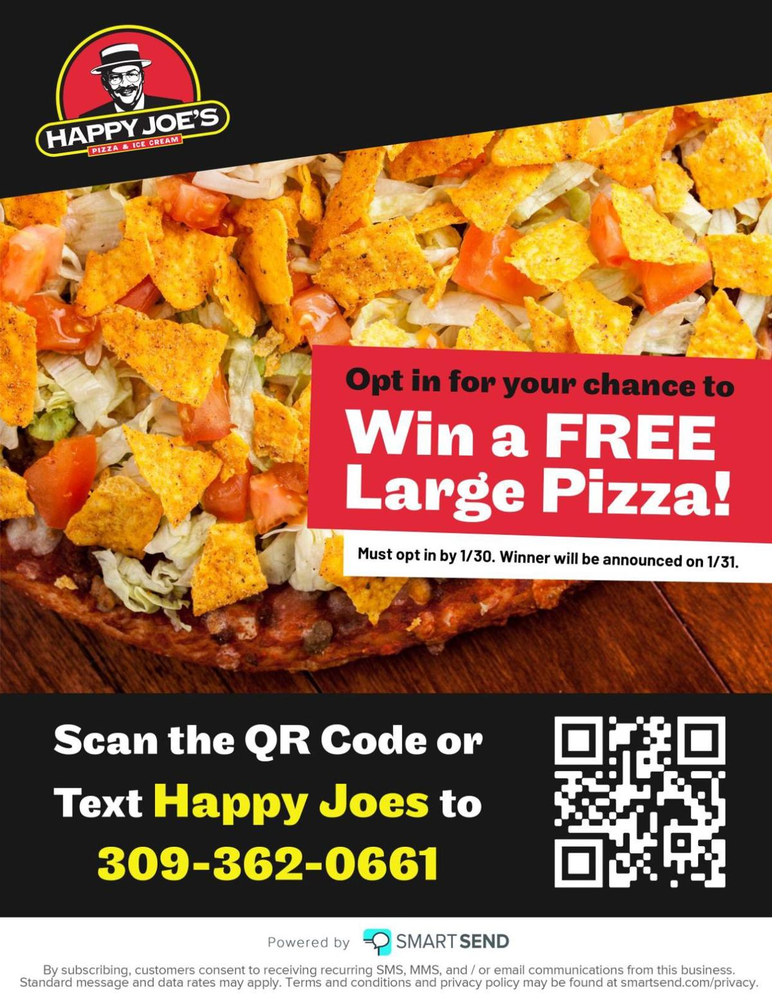 HAPPY JOE'S
PIZZA & ICE CREAM
Opt in for your chance to
Win a FREE
Large Pizza!
Must opt in by 1/30. Winner will be announced on 1/31.
Scan the QR Code or
Text Happy Joes to
309-362-0661
Powered by SMART SEND
By subscribing, customers consent to receiving recurring SMS, MMS, and / or email communications from this business.
Standard message and data rates may apply. Terms and conditions and privacy policy may be found at smartsend.com/privacy.